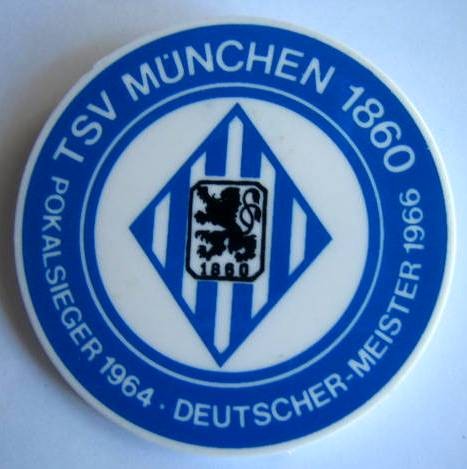 TSV MÜNCHEN 1860
POKALSIEGER 1964 · DEUTSCHER-MEISTER 1966
1860